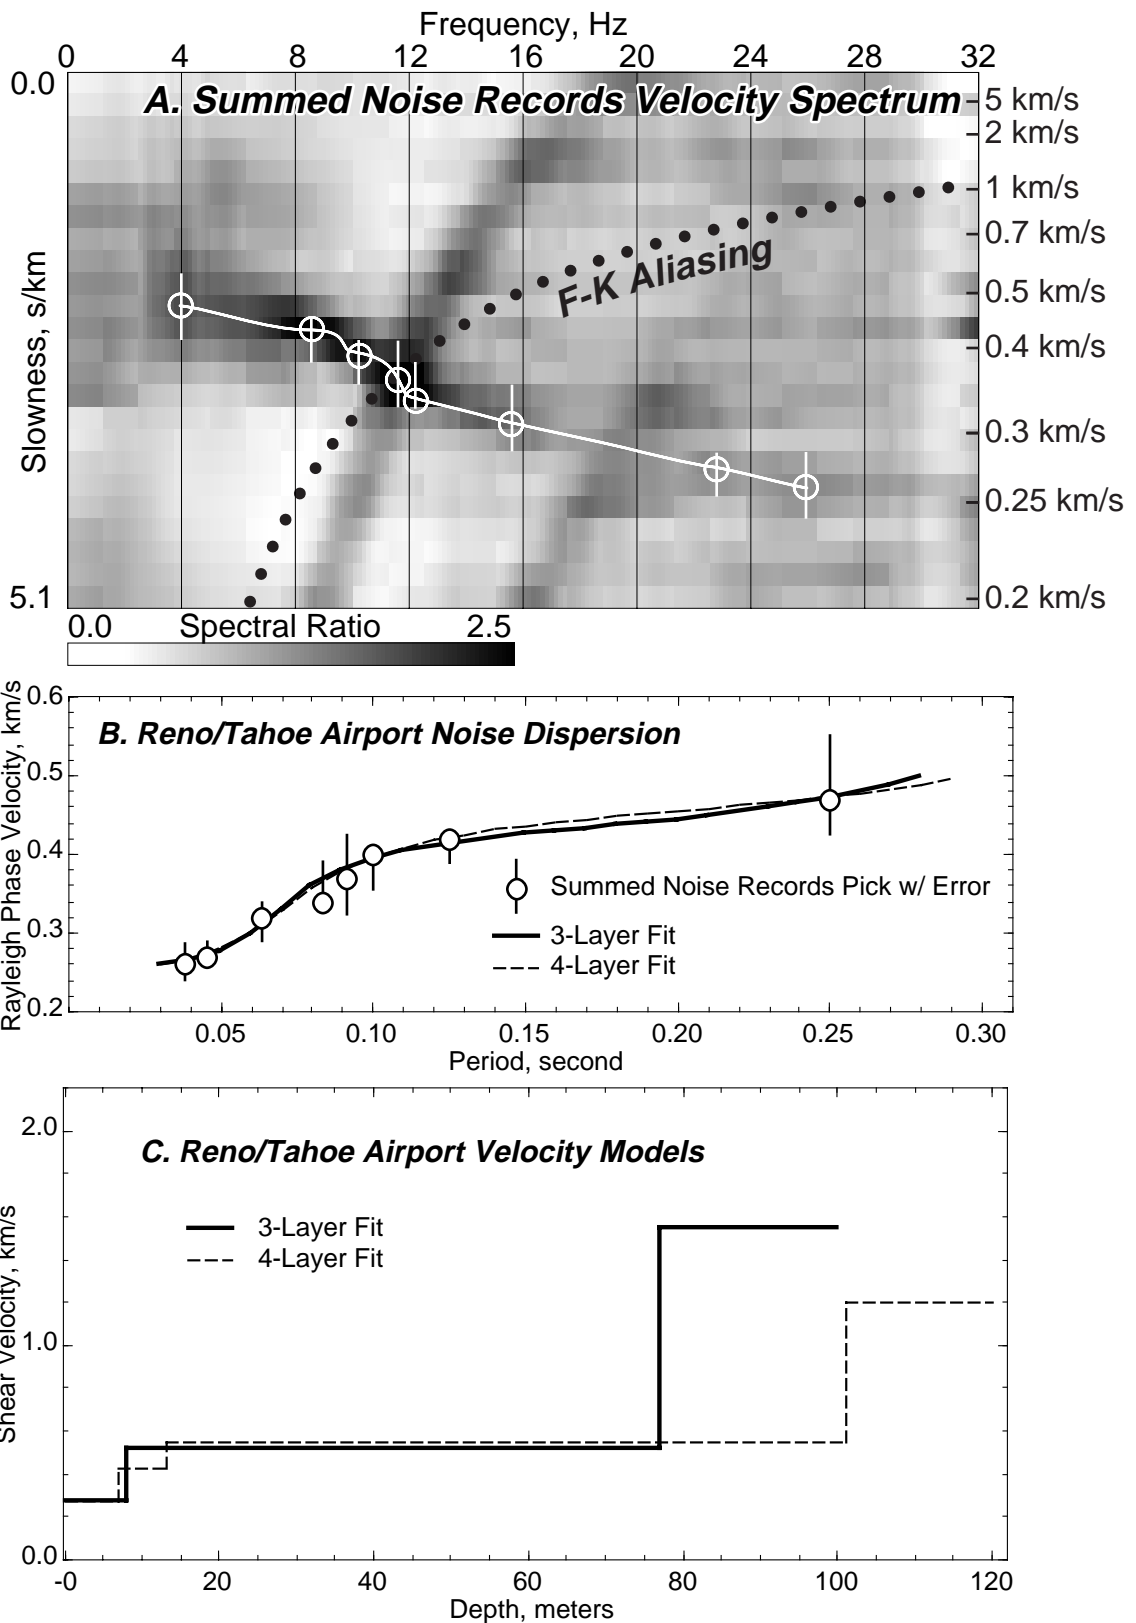 Frequency, Hz
0 4 8 12 16 20 24 28 32
0.0
A. Summed Noise Records Velocity Spectrum
5 km/s
2 km/s
1 km/s
0.7 km/s
F-K Aliasing
0.5 km/s
0.4 km/s
Slowness, s/km
0.3 km/s
0.25 km/s
5.1
0.2 km/s
0.0 Spectral Ratio 2.5
0.6
B. Reno/Tahoe Airport Noise Dispersion
0.5
0.4
Summed Noise Records Pick w/ Error
0.3
3-Layer Fit
4-Layer Fit
0.2
Rayleigh Phase Velocity, km/s
0.05 0.10 0.15 0.20 0.25 0.30
Period, second
2.0
C. Reno/Tahoe Airport Velocity Models
3-Layer Fit
4-Layer Fit
1.0
Shear Velocity, km/s
0.0
-0 20 40 60 80 100 120
Depth, meters